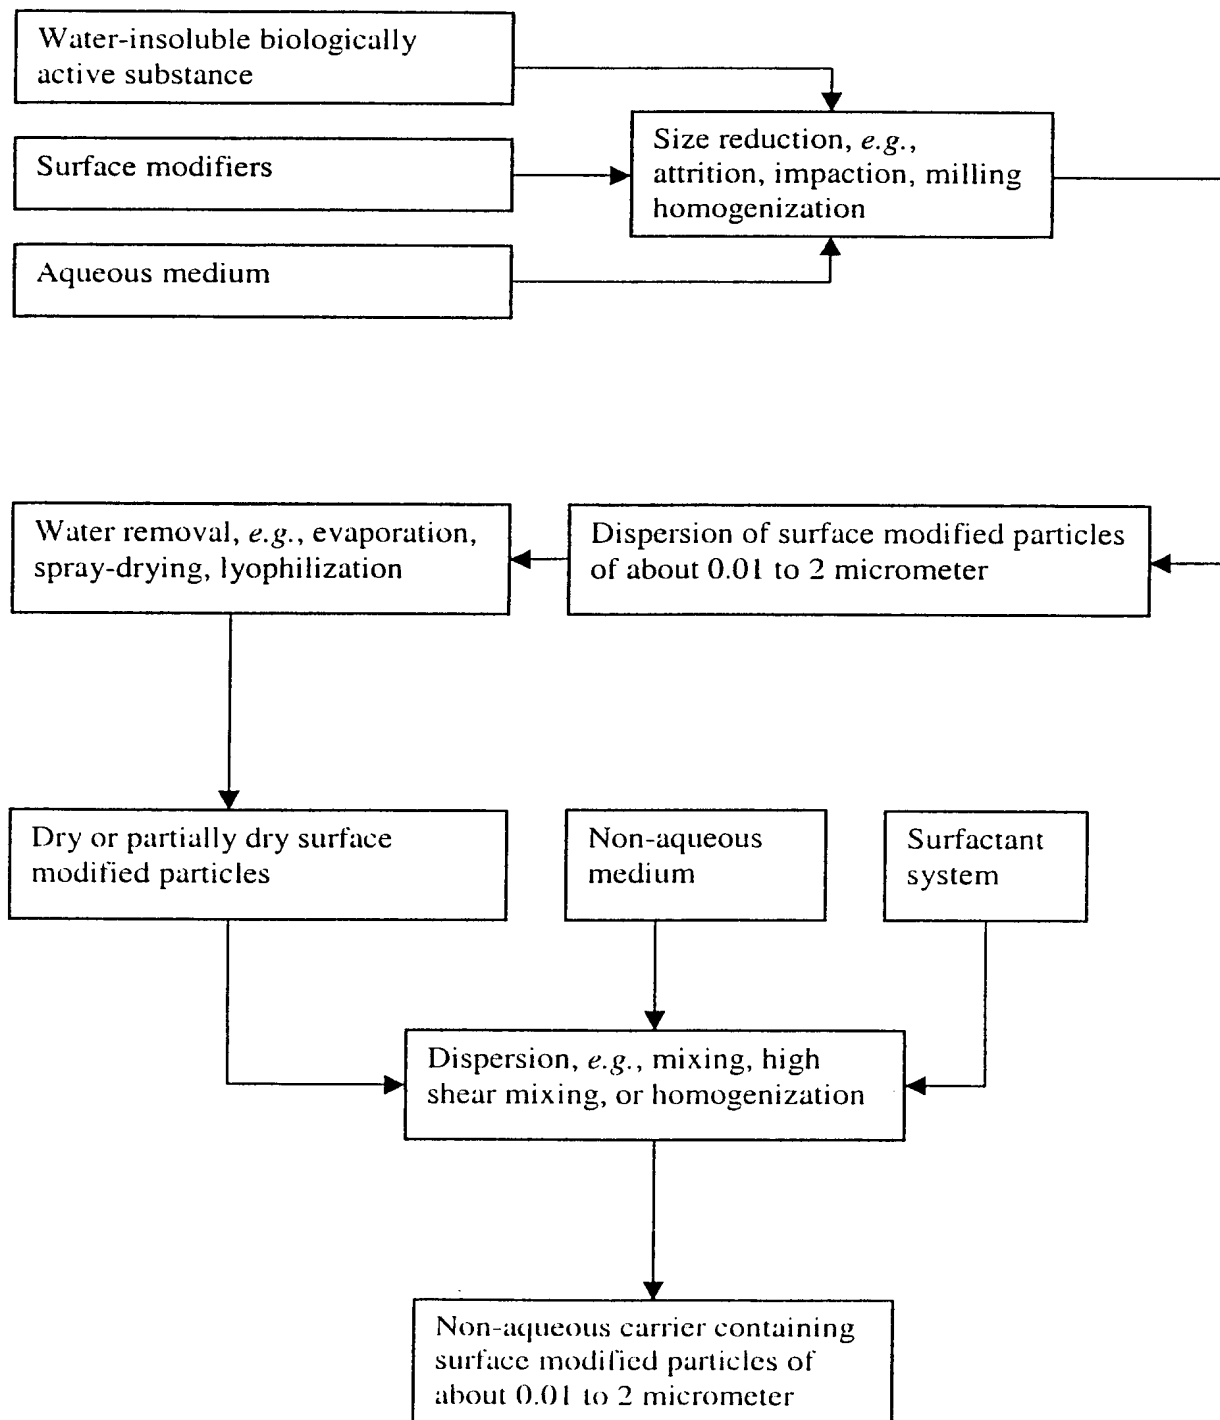 Water-insoluble biologically
active substance
Surface modifiers
Aqueous medium
Size reduction, e.g.,
attrition, impaction, milling
homogenization
Water removal, e.g., evaporation,
spray-drying, lyophilization
Dispersion of surface modified particles
of about 0.01 to 2 micrometer
Dry or partially dry surface
modified particles
Non-aqueous
medium
Surfactant
system
Dispersion, e.g., mixing, high
shear mixing, or homogenization
Non-aqueous carrier containing
surface modified particles of
about 0.01 to 2 micrometer